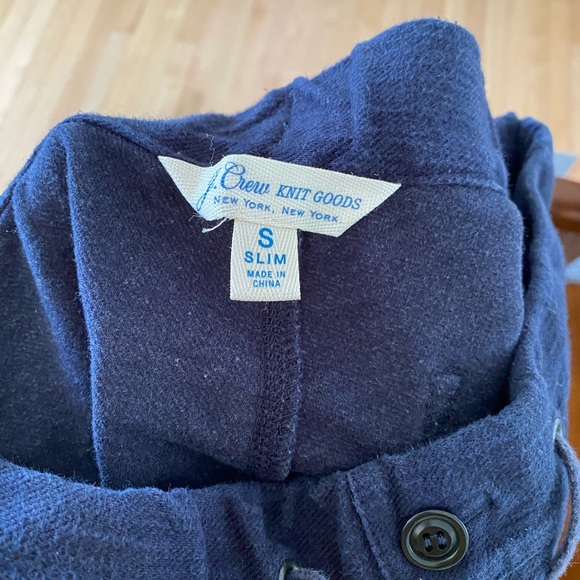 J.Crew KNIT GOODS
NEW YORK, NEW YORK
S
SLIM
MADE IN
CHINA